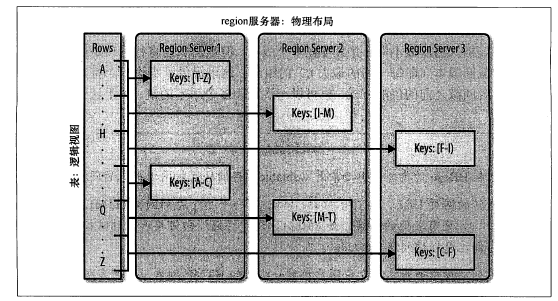 region服务器：物理布局
Rows
Region Server 1
Region Server 2
Region Server 3
表：逻辑视图
A
.
.
.
H
.
.
.
Q
.
.
.
Z
Keys: [T-Z)
Keys: [I-M)
Keys: [F-I)
Keys: [A-C)
Keys: [M-T)
Keys: [C-F)